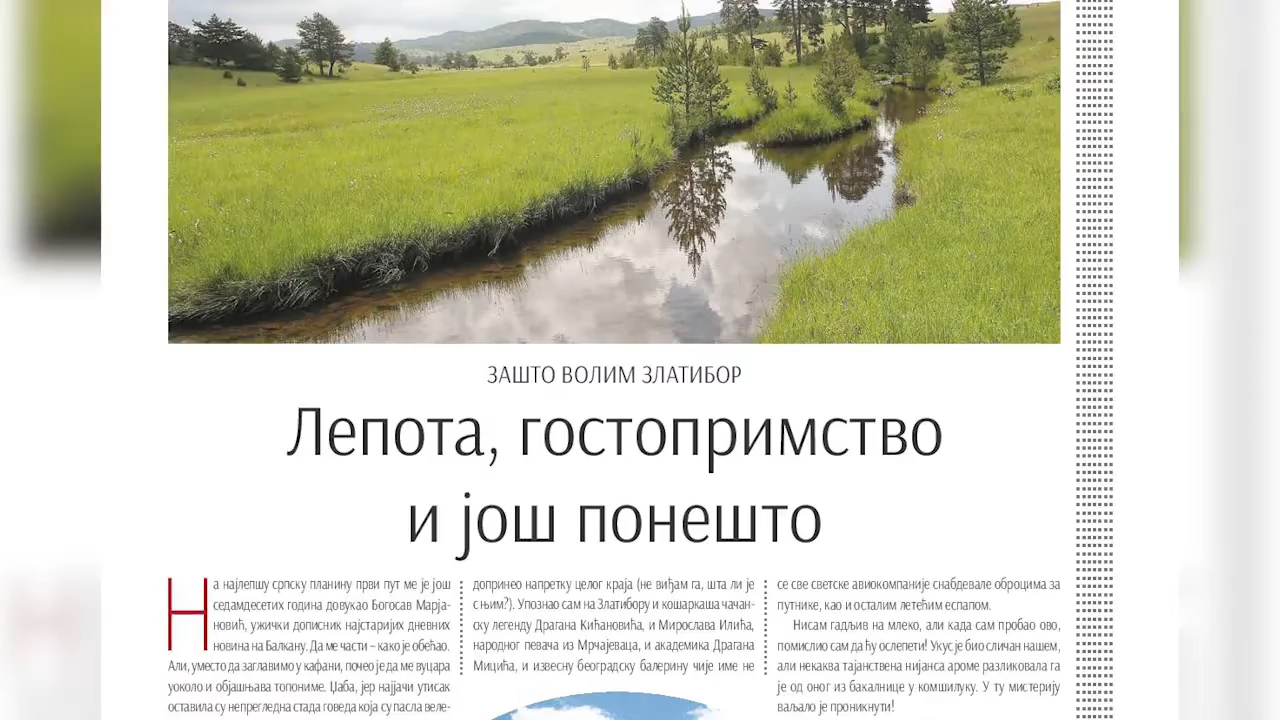 ЗАШТО ВОЛИМ ЗЛАТИБОР
Лепота, гостопримство
и још понешто
На најлепшу српску планину први пут ме је још
седамдесетих година довукао Богосав Марја-
новић, ужички дописник најстаријих дневних
новина на Балкану. Да ме части – како је обећао.
Али, уместо да заглавимо у кафани, почео је да ме вуцара
уоколо и објашњава топониме. Џаба, јер најјачи утисак
оставила су непрегледна стада говеда која су пасла веле-
допринео напретку целог краја (не виђам га, шта ли је
с њим?). Упознао сам на Златибору и кошаркаша чачан-
ску легенду Драгана Кићановића, и Мирослава Илића,
народног певача из Мрчајеваца, и академика Драгана
Мицића, и извесну београдску балерину чије име не
се све светске авиокомпаније снабдевале оброцима за
путнике, као и осталим летећим еспапом.
Нисам гадљив на млеко, али када сам пробао ово,
помислио сам да ћу ослепети! Укус је био сличан нашем,
али некаква тајанствена нијанса ароме разликовала га
је од оног из бакалнице у комшилуку. У ту мистерију
ваљало је проникнути!